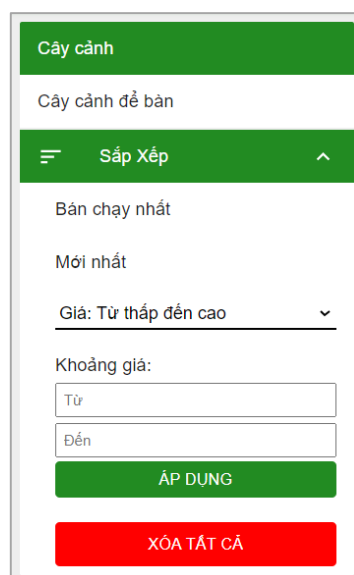 Cây cảnh
Cây cảnh để bàn
Sắp Xếp
Bán chạy nhất
Mới nhất
Giá: Từ thấp đến cao
Khoảng giá:
Từ
Đến
ÁP DỤNG
XÓA TẤT CẢ